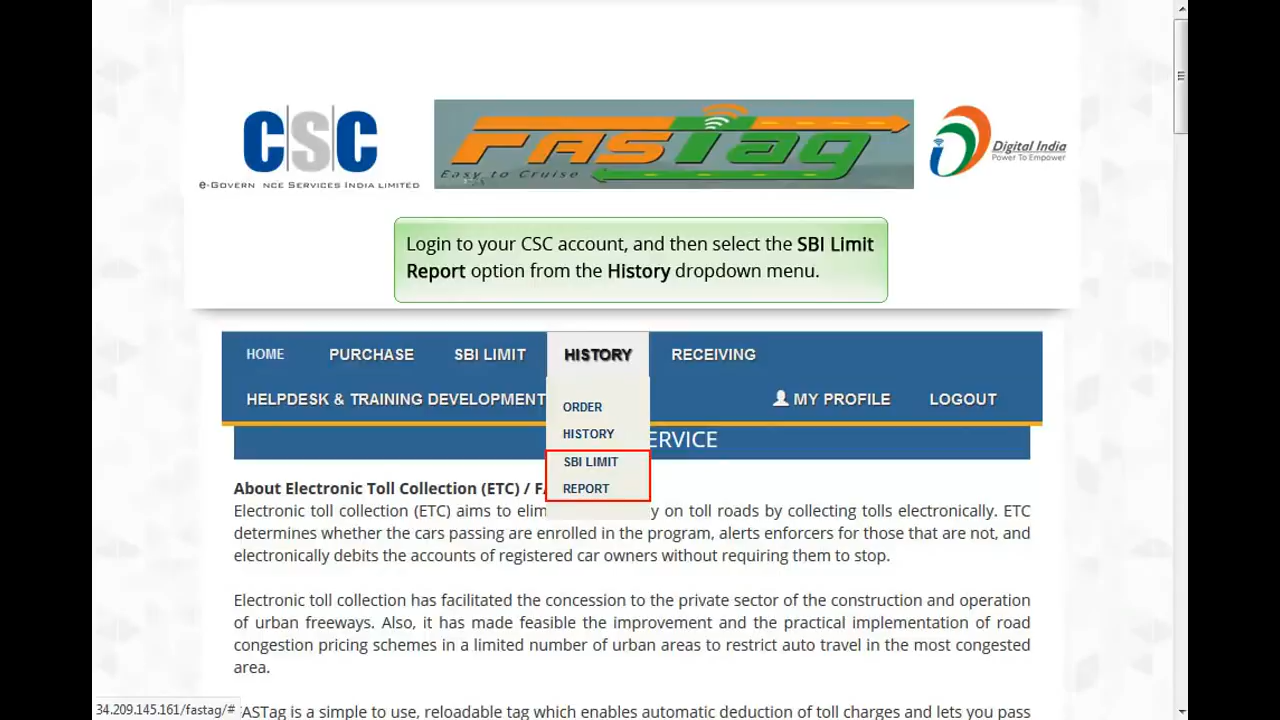 CSC
e-Govern nce Services India Limited
FASTag
Easy to Cruise
Digital India
Power To Empower
Login to your CSC account, and then select the SBI Limit
Report option from the History dropdown menu.
HOME PURCHASE SBI LIMIT HISTORY RECEIVING
HELPDESK & TRAINING DEVELOPMENT MY PROFILE LOGOUT
ORDER
HISTORY
SBI LIMIT
REPORT
ERVICE
About Electronic Toll Collection (ETC) / F
Electronic toll collection (ETC) aims to elim y on toll roads by collecting tolls electronically. ETC
determines whether the cars passing are enrolled in the program, alerts enforcers for those that are not, and
electronically debits the accounts of registered car owners without requiring them to stop.
Electronic toll collection has facilitated the concession to the private sector of the construction and operation
of urban freeways. Also, it has made feasible the improvement and the practical implementation of road
congestion pricing schemes in a limited number of urban areas to restrict auto travel in the most congested
area.
FASTag is a simple to use, reloadable tag which enables automatic deduction of toll charges and lets you pass
34.209.145.161/fastag/#